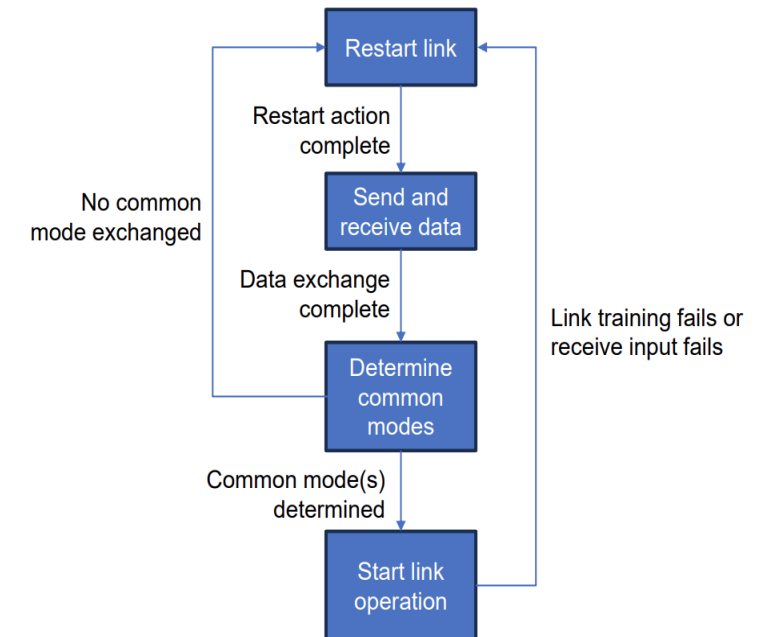 Restart link
Restart action
complete
Send and
receive data
No common
mode exchanged
Data exchange
complete
Link training fails or
receive input fails
Determine
common
modes
Common mode(s)
determined
Start link
operation